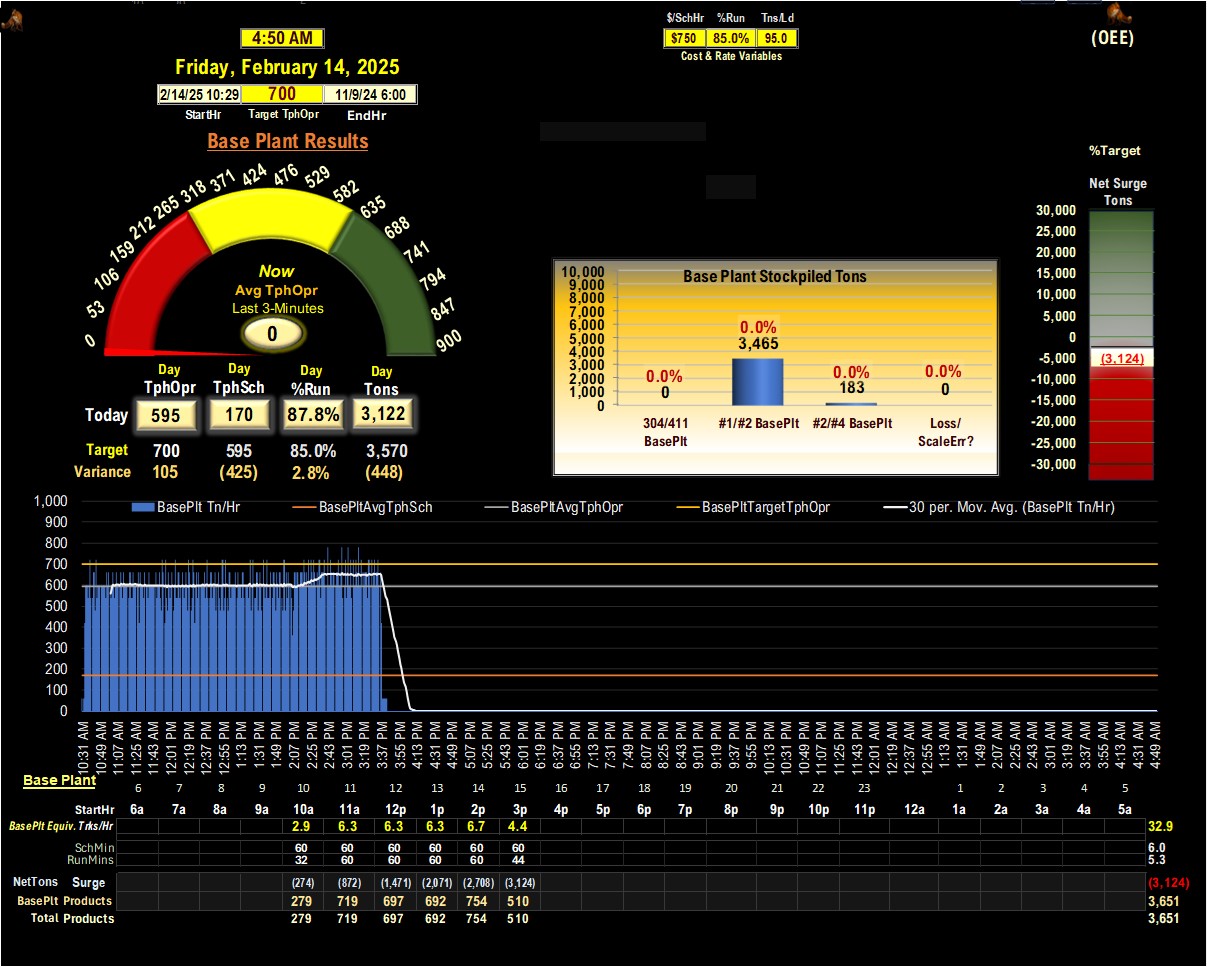 $/SchHr %Run Tns/Ld
4:50 AM
$750 85.0% 95.0
(OEE)
Cost & Rate Variables
Friday, February 14, 2025
2/14/25 10:29 700 11/9/24 6:00
StartHr Target TphOpr EndHr
Base Plant Results
%Target
Net Surge
Tons
0 53 106 159 212 265 318 371 424 476 529 582 635 688 741 794 847 900
Now
Avg TphOpr
Last 3-Minutes
0
Day Day Day Day
TphOpr TphSch %Run Tons
Today 595 170 87.8% 3,122
Target 700 595 85.0% 3,570
Variance 105 (425) 2.8% (448)
Base Plant Stockpiled Tons
10,000
9,000
8,000
7,000
6,000
5,000
4,000
3,000
2,000
1,000
0
0.0% 0.0% 0.0% 0.0%
0 3,465 183 0
304/411 BasePlt
#1/#2 BasePlt
#2/#4 BasePlt
Loss/ ScaleErr?
30,000
25,000
20,000
15,000
10,000
5,000
0
-5,000
-10,000
-15,000
-20,000
-25,000
-30,000
(3,124)
BasePlt Tn/Hr BasePltAvgTphSch BasePltAvgTphOpr BasePltTargetTphOpr 30 per. Mov. Avg. (BasePlt Tn/Hr)
1,000
900
800
700
600
500
400
300
200
100
0
10:31 AM 10:49 AM 11:07 AM 11:25 AM 11:43 AM 12:01 PM 12:19 PM 12:37 PM 12:55 PM 1:13 PM 1:31 PM 1:49 PM 2:07 PM 2:25 PM 2:43 PM 3:01 PM 3:19 PM 3:37 PM 3:55 PM 4:13 PM 4:31 PM 4:49 PM 5:07 PM 5:25 PM 5:43 PM 6:01 PM 6:19 PM 6:37 PM 6:55 PM 7:13 PM 7:31 PM 7:49 PM 8:07 PM 8:25 PM 8:43 PM 9:01 PM 9:19 PM 9:37 PM 9:55 PM 10:13 PM 10:31 PM 10:49 PM 11:07 PM 11:25 PM 11:43 PM 12:01 AM 12:19 AM 12:37 AM 12:55 AM 1:13 AM 1:31 AM 1:49 AM 2:07 AM 2:25 AM 2:43 AM 3:01 AM 3:19 AM 3:37 AM 3:55 AM 4:13 AM 4:31 AM 4:49 AM
Base Plant 6 7 8 9 10 11 12 13 14 15 16 17 18 19 20 21 22 23 1 2 3 4 5
StartHr 6a 7a 8a 9a 10a 11a 12p 1p 2p 3p 4p 5p 6p 7p 8p 9p 10p 11p 12a 1a 2a 3a 4a 5a
BasePlt Equiv. Trks/Hr 2.9 6.3 6.3 6.3 6.7 4.4 32.9
SchMin 60 60 60 60 60 60 6.0
RunMins 32 60 60 60 60 44 5.3
NetTons Surge (274) (872) (1,471) (2,071) (2,708) (3,124) (3,124)
BasePlt Products 279 719 697 692 754 510 3,651
Total Products 279 719 697 692 754 510 3,651